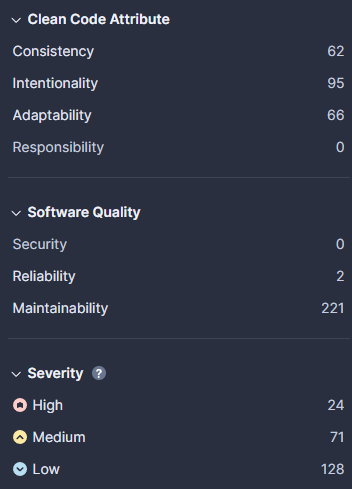 Clean Code Attribute
Consistency 62
Intentionality 95
Adaptability 66
Responsibility 0
Software Quality
Security 0
Reliability 2
Maintainability 221
Severity ?
High 24
Medium 71
Low 128